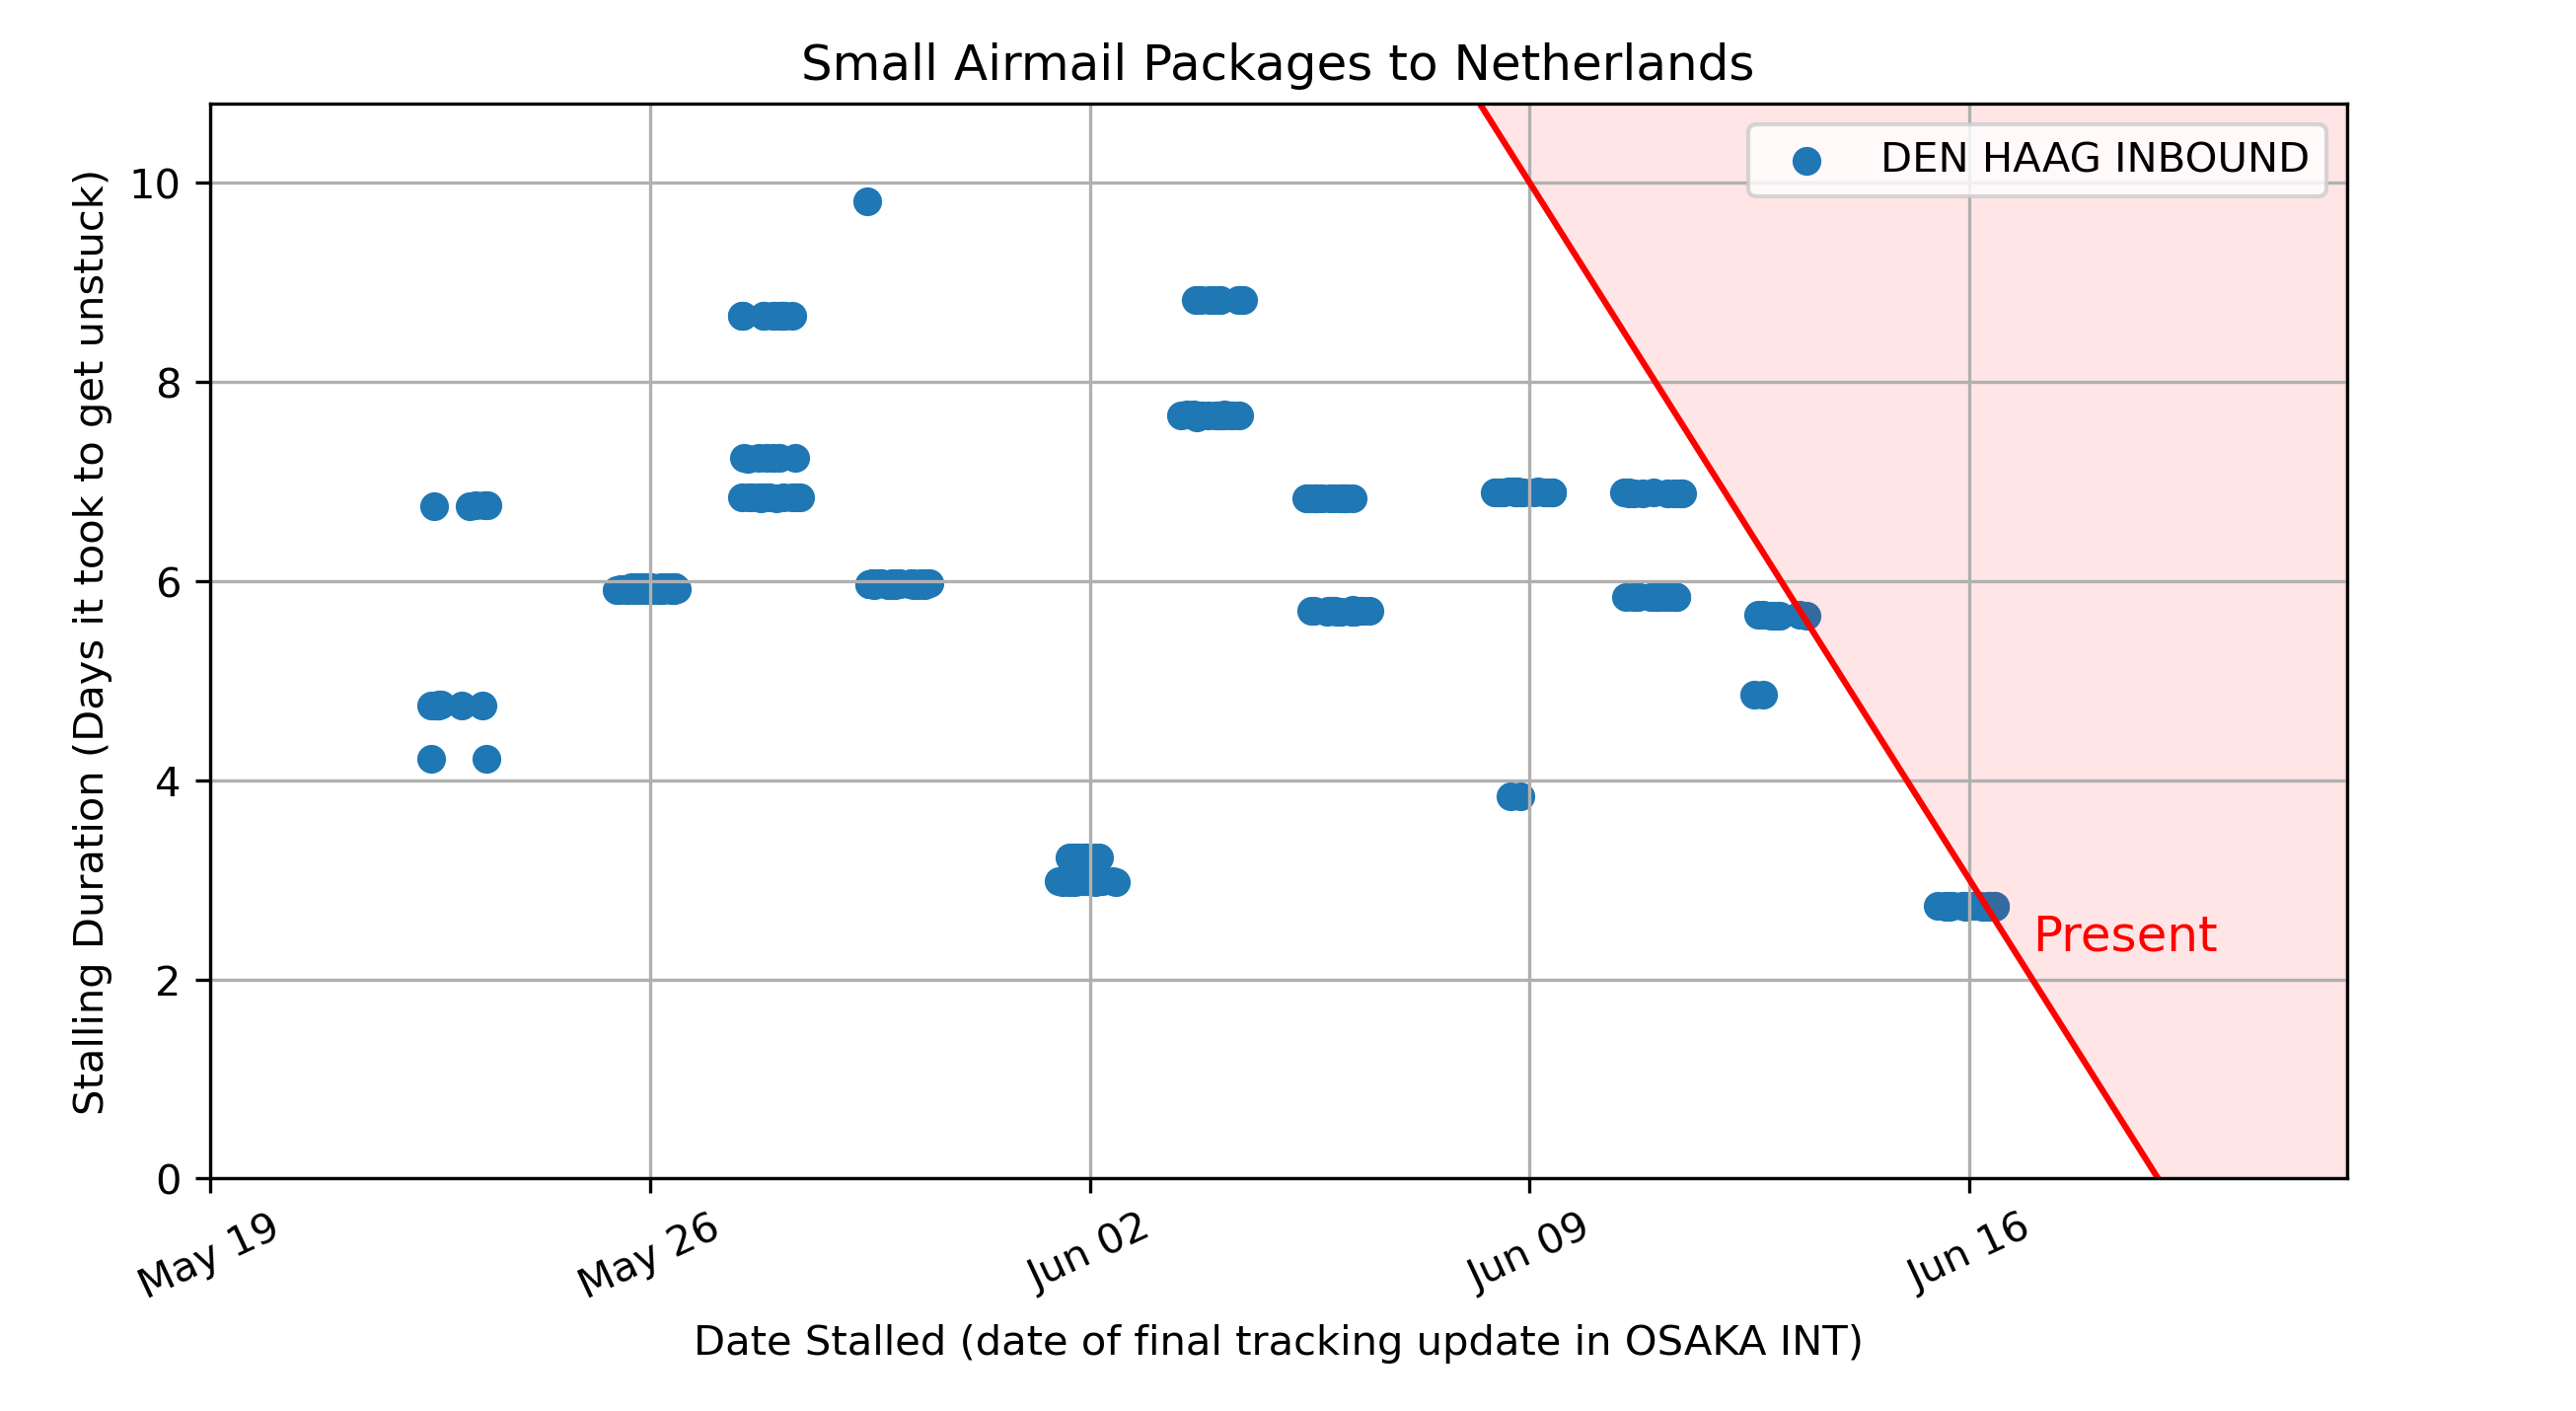 Small Airmail Packages to Netherlands
DEN HAAG INBOUND
Stalling Duration (Days it took to get unstuck)
10
8
6
4
2
0
Present
May 19
May 26
Jun 02
Jun 09
Jun 16
Date Stalled (date of final tracking update in OSAKA INT)